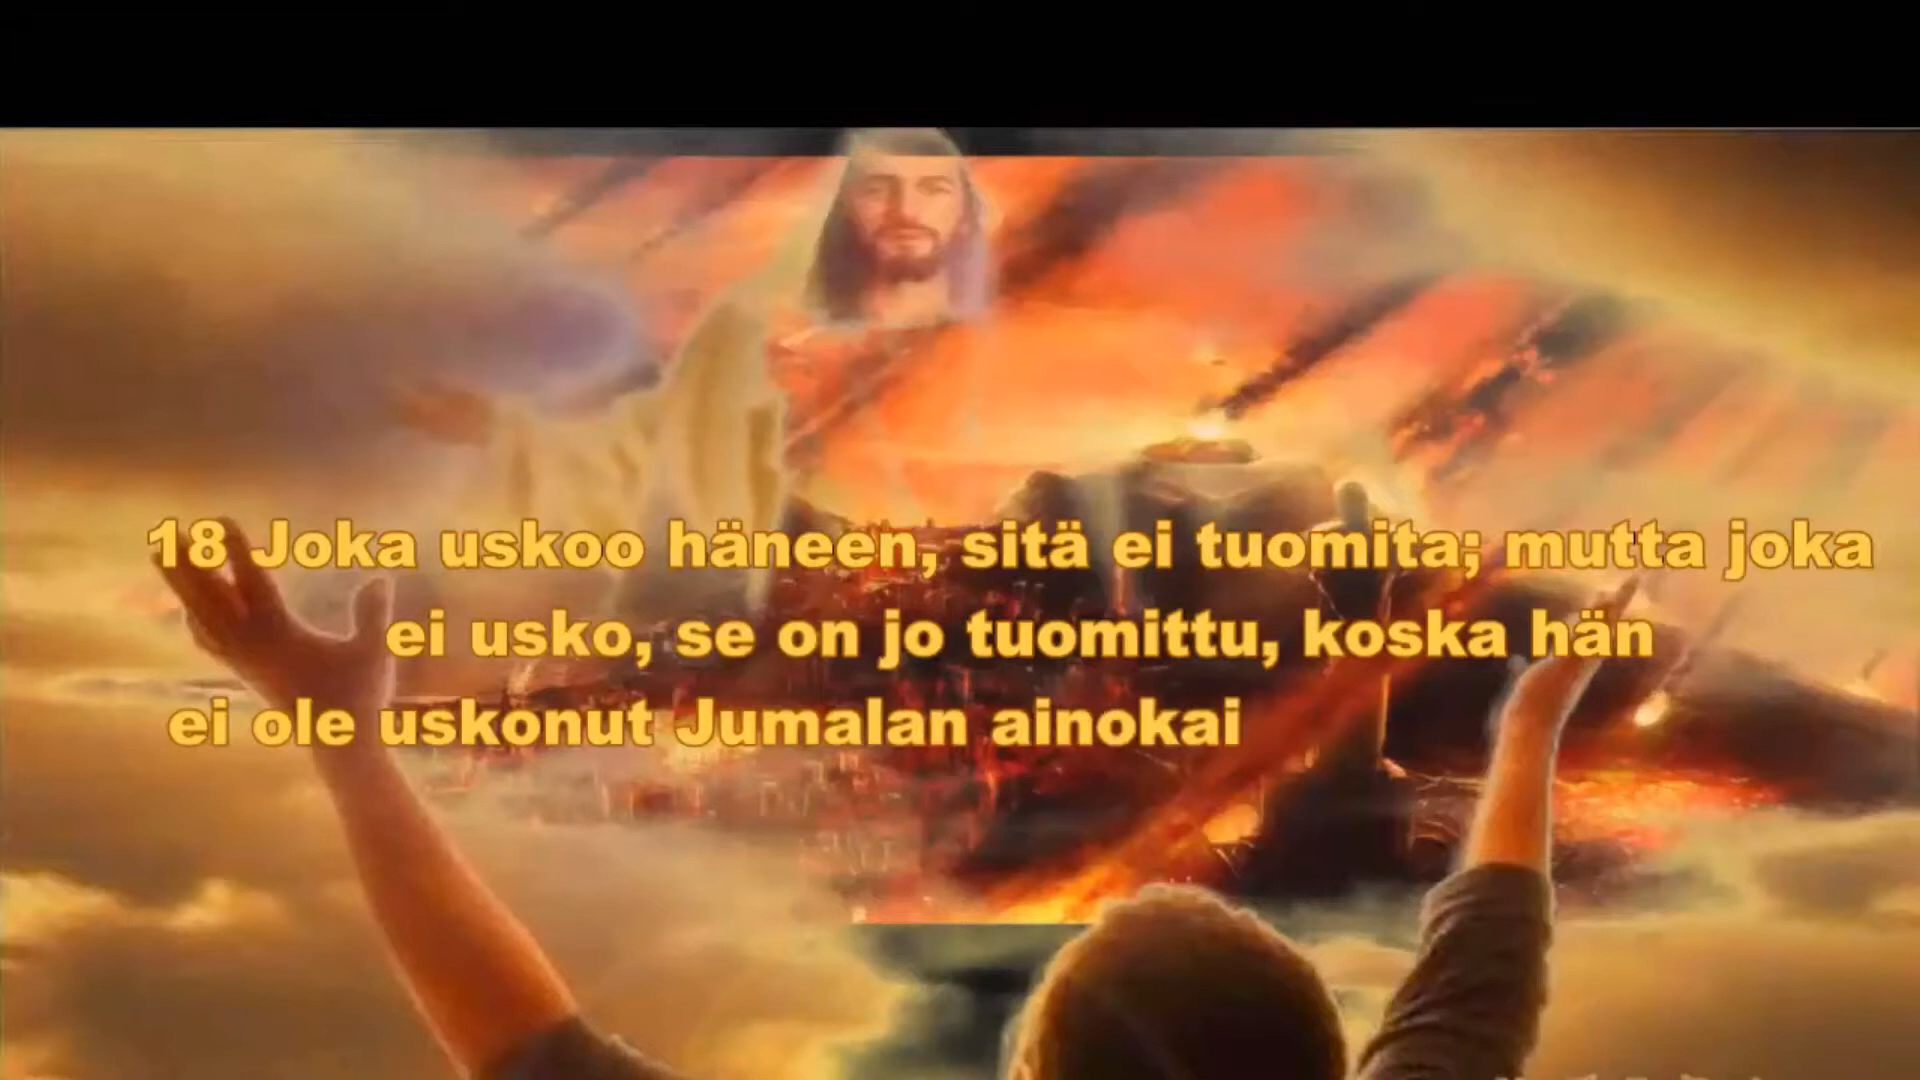 18 Joka uskoo häneen, sitä ei tuomita; mutta joka
ei usko, se on jo tuomittu, koska hän
ei ole uskonut Jumalan ainokai